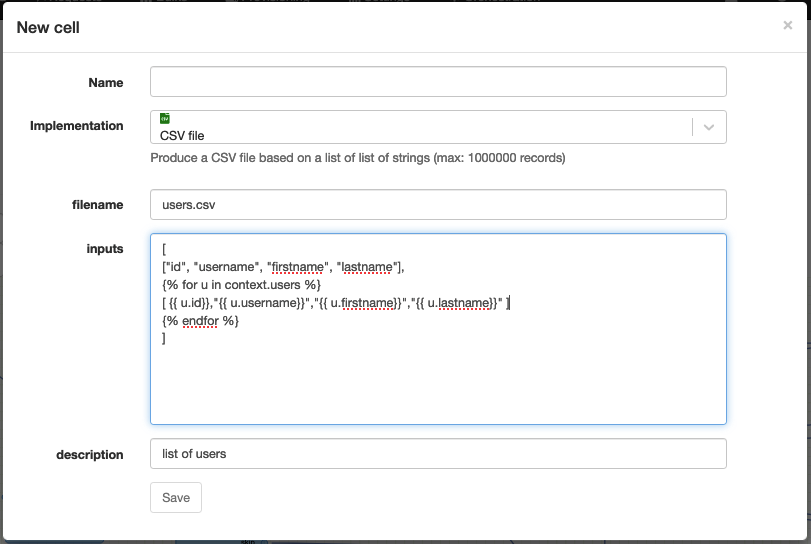 New cell
×
Name
Implementation
CSV
CSV file
Produce a CSV file based on a list of list of strings (max: 1000000 records)
filename
users.csv
inputs
[
["id", "username", "firstname", "lastname"],
{% for u in context.users %}
[ {{ u.id}},"{{ u.username}}","{{ u.firstname}}","{{ u.lastname}}" ]
{% endfor %}
]
description
list of users
Save